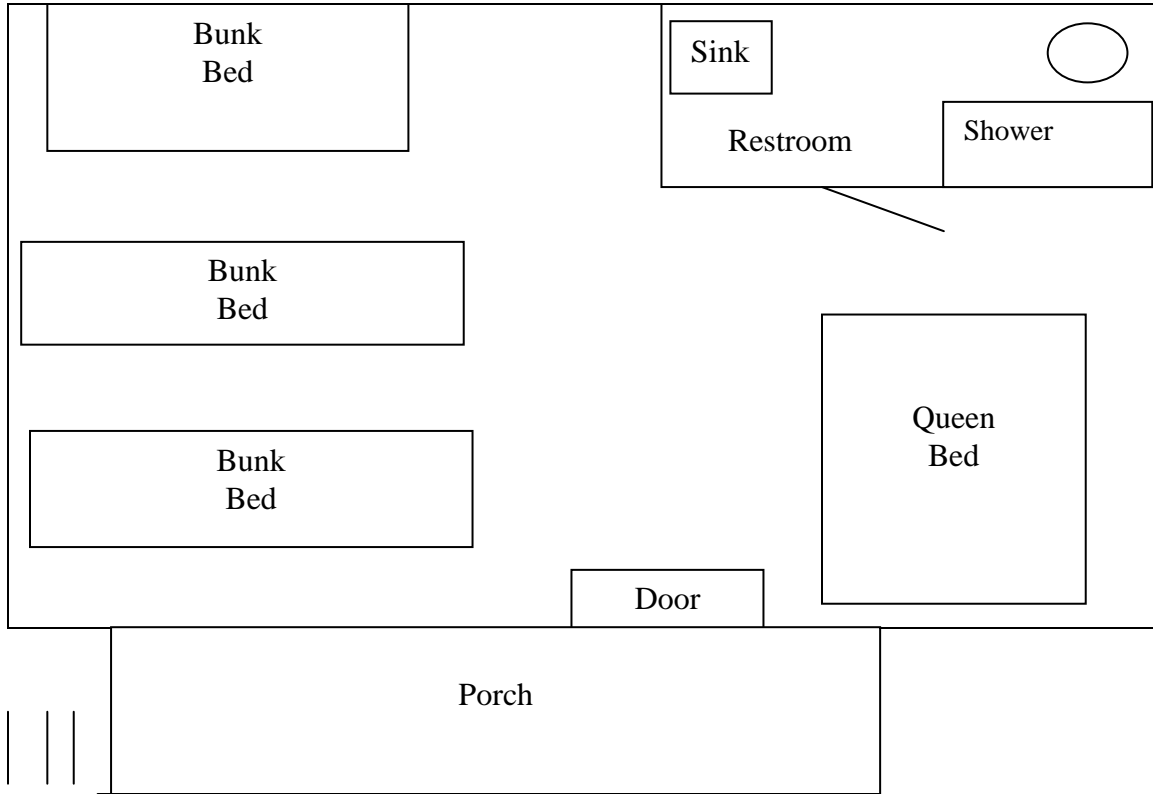 Bunk
Bed
Sink
Restroom
Shower
Bunk
Bed
Queen
Bed
Bunk
Bed
Door
Porch